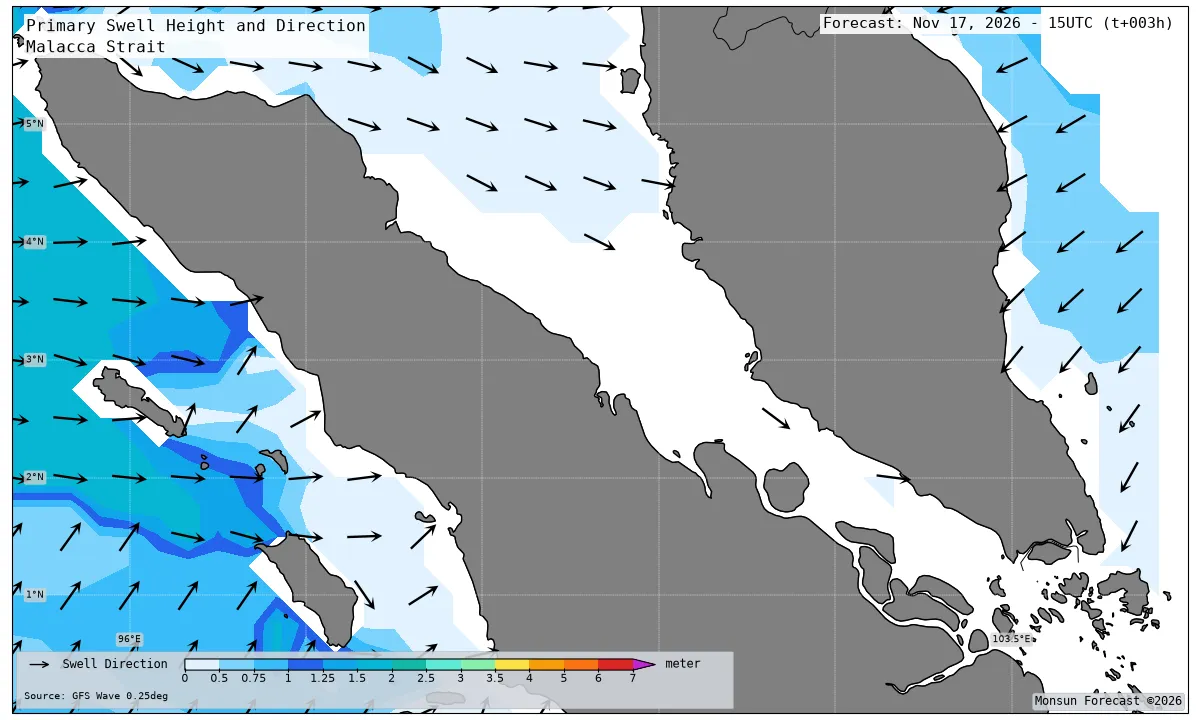 Primary Swell Height and Direction
Malacca Strait
Forecast: Nov 17, 2026 - 15UTC (t+003h)
5°N
4°N
3°N
2°N
1°N
96°E
103.5°E
Swell Direction
0 0.5 0.75 1 1.25 1.5 2 2.5 3 3.5 4 5 6 7
meter
Source: GFS Wave 0.25deg
Monsun Forecast ©2026